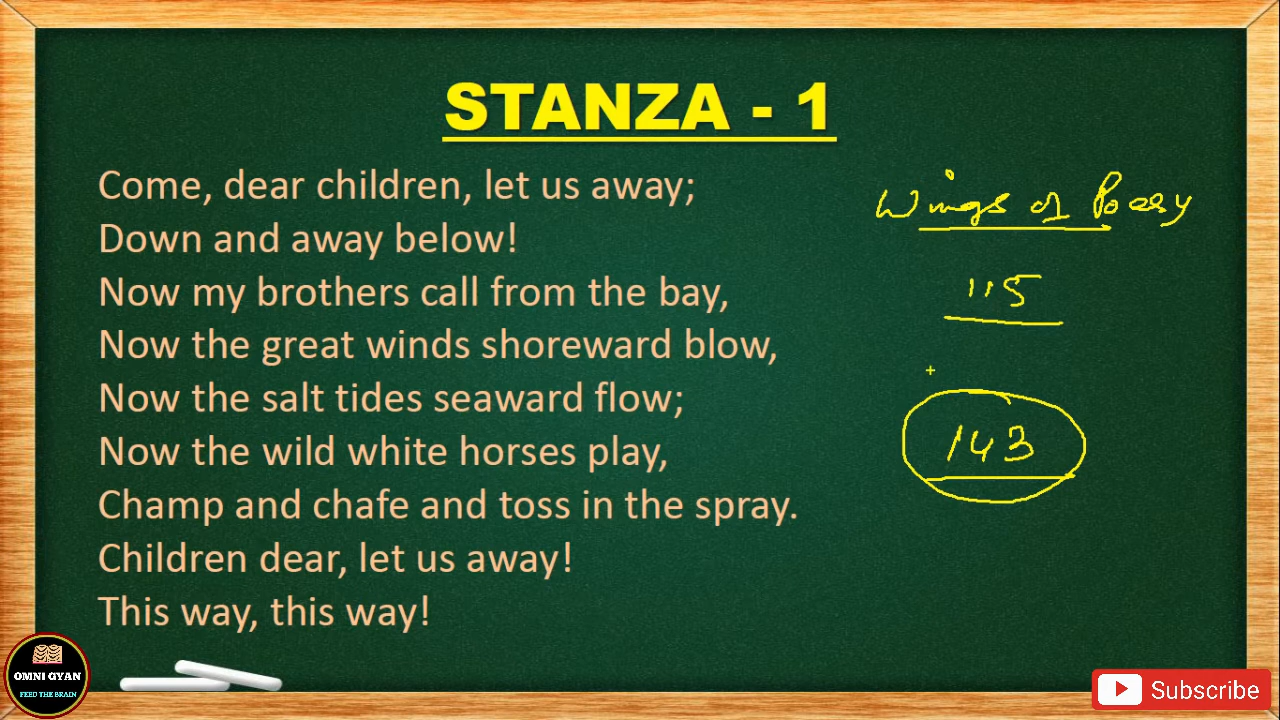 STANZA - 1
Come, dear children, let us away;
Down and away below!
Now my brothers call from the bay,
Now the great winds shoreward blow,
Now the salt tides seaward flow;
Now the wild white horses play,
Champ and chafe and toss in the spray.
Children dear, let us away!
This way, this way!
Wings of Poesy
115
143
OMNI GYAN
FEED THE BRAIN
Subscribe